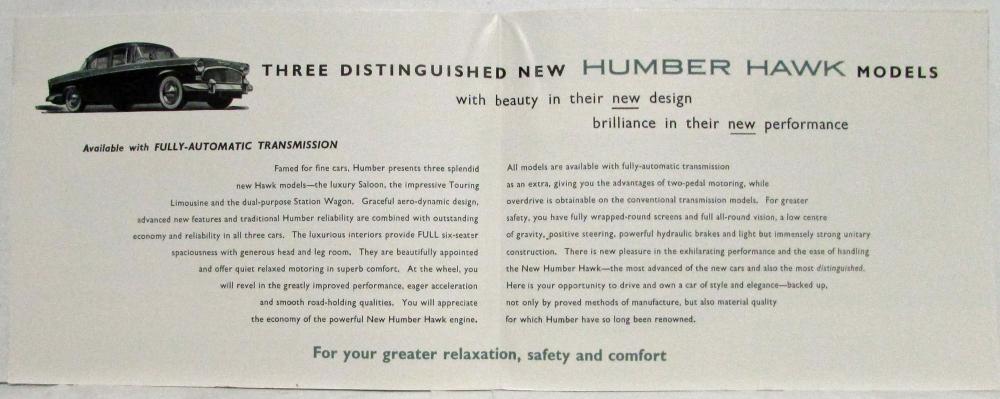 THREE DISTINGUISHED NEW HUMBER HAWK MODELS
with beauty in their new design
brilliance in their new performance
Available with FULLY-AUTOMATIC TRANSMISSION
Famed for fine cars, Humber presents three splendid
new Hawk models—the luxury Saloon, the impressive Touring
Limousine and the dual-purpose Station Wagon. Graceful aero-dynamic design,
advanced new features and traditional Humber reliability are combined with outstanding
economy and reliability in all three cars. The luxurious interiors provide FULL six-seater
spaciousness with generous head and leg room. They are beautifully appointed
and offer quiet relaxed motoring in superb comfort. At the wheel, you
will revel in the greatly improved performance, eager acceleration
and smooth road-holding qualities. You will appreciate
the economy of the powerful New Humber Hawk engine.
All models are available with fully-automatic transmission
as an extra, giving you the advantages of two-pedal motoring, while
overdrive is obtainable on the conventional transmission models. For greater
safety, you have fully wrapped-round screens and full all-round vision, a low centre
of gravity, positive steering, powerful hydraulic brakes and light but immensely strong unitary
construction. There is new pleasure in the exhilarating performance and the ease of handling
the New Humber Hawk—the most advanced of the new cars and also the most distinguished.
Here is your opportunity to drive and own a car of style and elegance—backed up,
not only by proved methods of manufacture, but also material quality
for which Humber have so long been renowned.
For your greater relaxation, safety and comfort